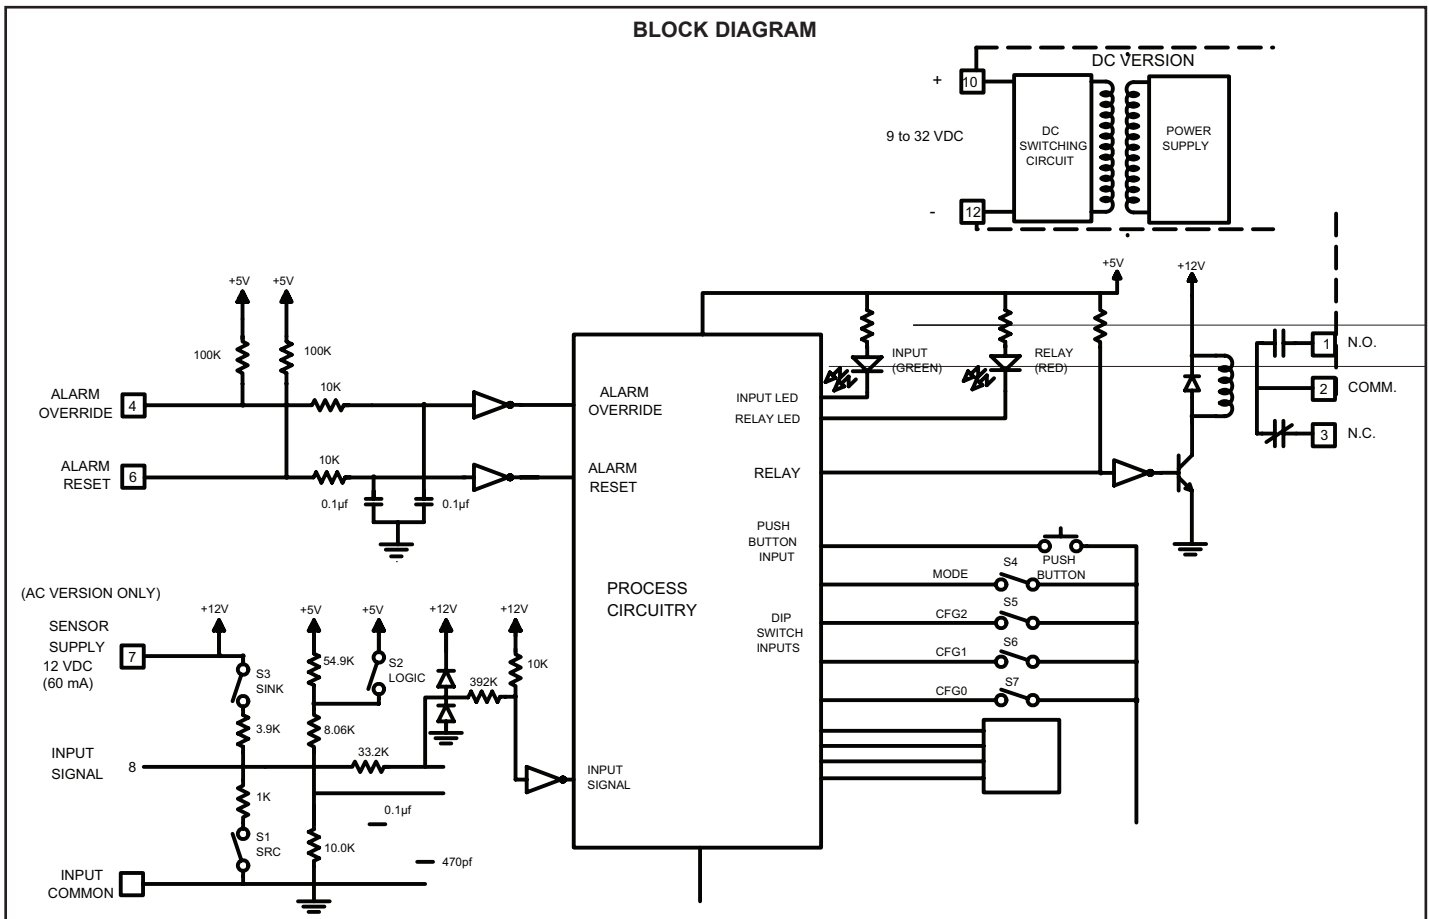 BLOCK DIAGRAM
DC VERSION
+
10
9 to 32 VDC
DC
SWITCHING
CIRCUIT
POWER
SUPPLY
-
12
+5V
+5V
+5V
+12V
100K
100K
INPUT
(GREEN)
RELAY
(RED)
1
N.O.
2
COMM.
3
N.C.
ALARM
OVERRIDE
4
10K
ALARM
OVERRIDE
INPUT LED
RELAY LED
ALARM
RESET
6
10K
ALARM
RESET
RELAY
0.1µf
0.1µf
PUSH
BUTTON
INPUT
PUSH
BUTTON
PROCESS
CIRCUITRY
MODE
S4
CFG2
S5
DIP
SWITCH
INPUTS
CFG1
S6
CFG0
S7
(AC VERSION ONLY)
SENSOR
SUPPLY
12 VDC
(60 mA)
7
+12V
+5V
+5V
+12V
+12V
S3
SINK
54.9K
S2
LOGIC
10K
392K
3.9K
8.06K
33.2K
INPUT
SIGNAL
8
INPUT
SIGNAL
1K
0.1µf
S1
SRC
10.0K
470pf
INPUT
COMMON